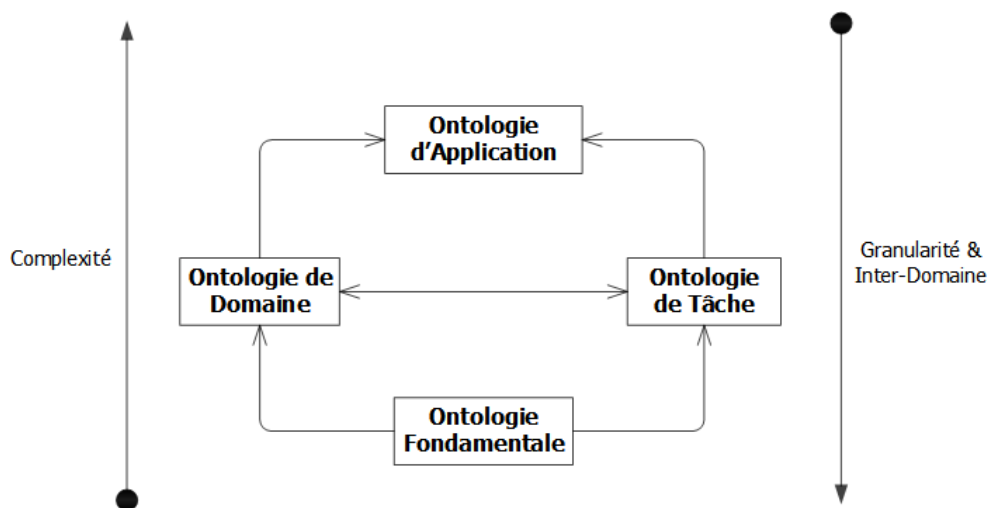 Ontologie
d'Application
Complexité
Ontologie de
Domaine
Ontologie
de Tâche
Granularité &
Inter-Domaine
Ontologie
Fondamentale